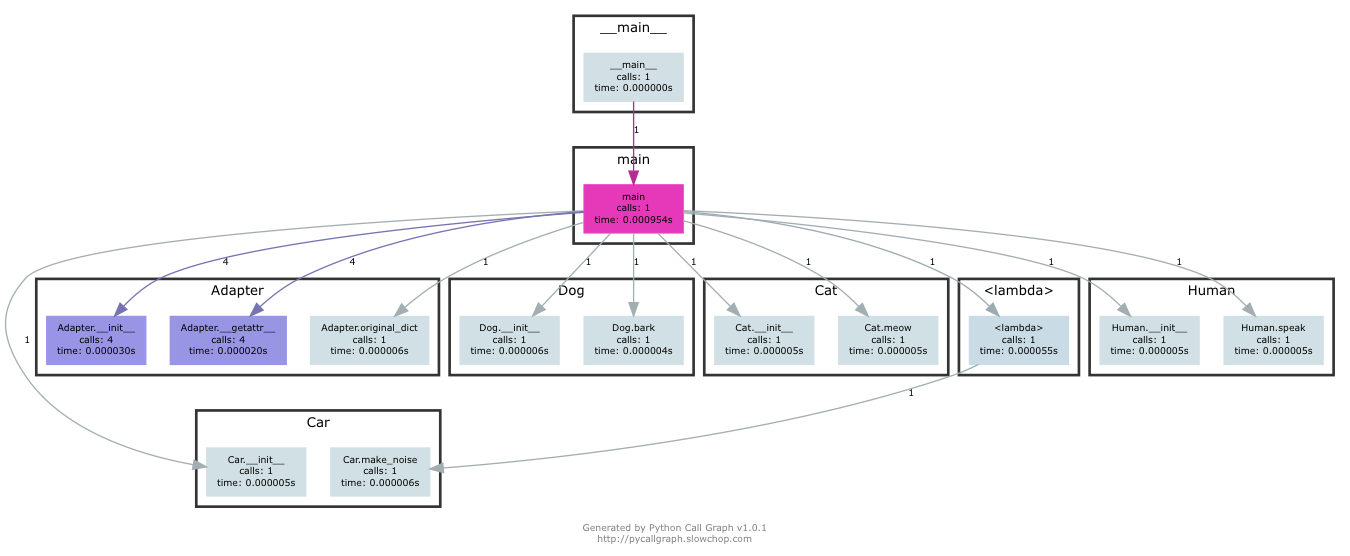 __main__
__main__
calls: 1
time: 0.000000s
1
main
main
calls: 1
time: 0.000954s
4
4
1
1
1
1
1
1
1
1
Adapter
Adapter.__init__
calls: 4
time: 0.000030s
Adapter.__getattr__
calls: 4
time: 0.000020s
Adapter.original_dict
calls: 1
time: 0.000006s
Dog
Dog.__init__
calls: 1
time: 0.000006s
Dog.bark
calls: 1
time: 0.000004s
Cat
Cat.__init__
calls: 1
time: 0.000005s
Cat.meow
calls: 1
time: 0.000005s
<lambda>
<lambda>
calls: 1
time: 0.000055s
Human
Human.__init__
calls: 1
time: 0.000005s
Human.speak
calls: 1
time: 0.000005s
1
1
Car
Car.__init__
calls: 1
time: 0.000005s
Car.make_noise
calls: 1
time: 0.000006s
Generated by Python Call Graph v1.0.1
http://pycallgraph.slowchop.com